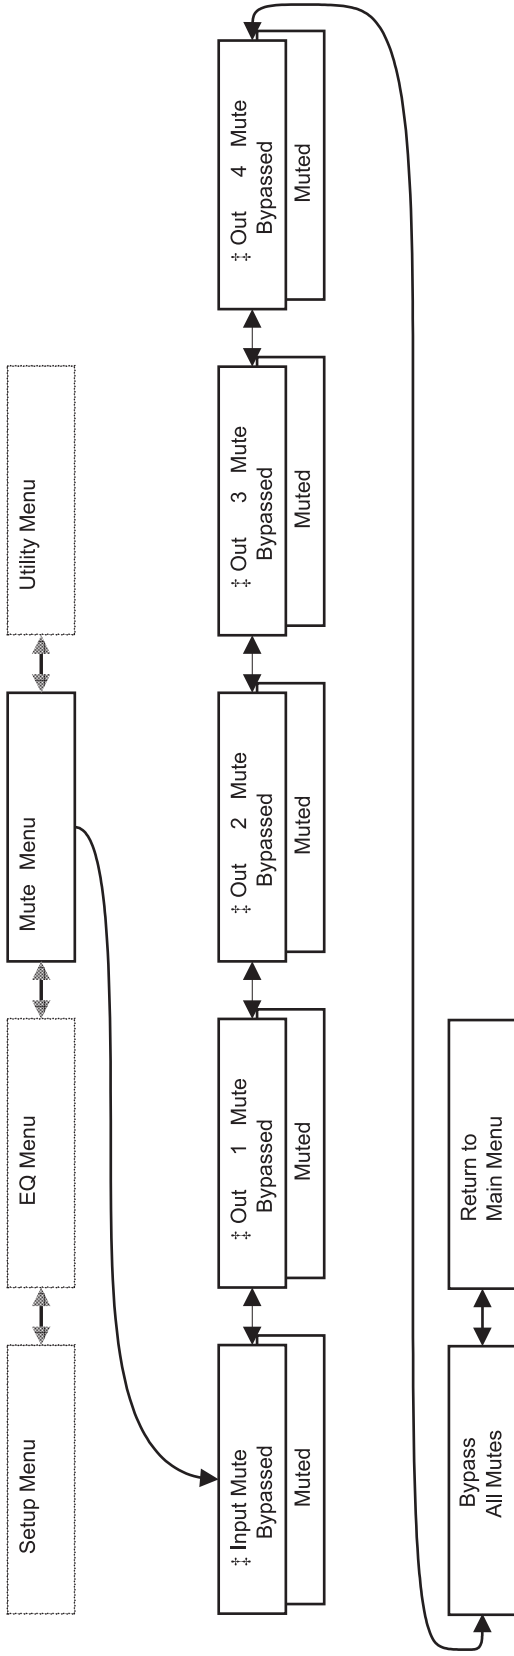 Setup Menu
EQ Menu
Mute Menu
Utility Menu
‡ Input Mute
Bypassed
Muted
‡ Out 1 Mute
Bypassed
Muted
‡ Out 2 Mute
Bypassed
Muted
‡ Out 3 Mute
Bypassed
Muted
‡ Out 4 Mute
Bypassed
Muted
Bypass
All Mutes
Return to
Main Menu